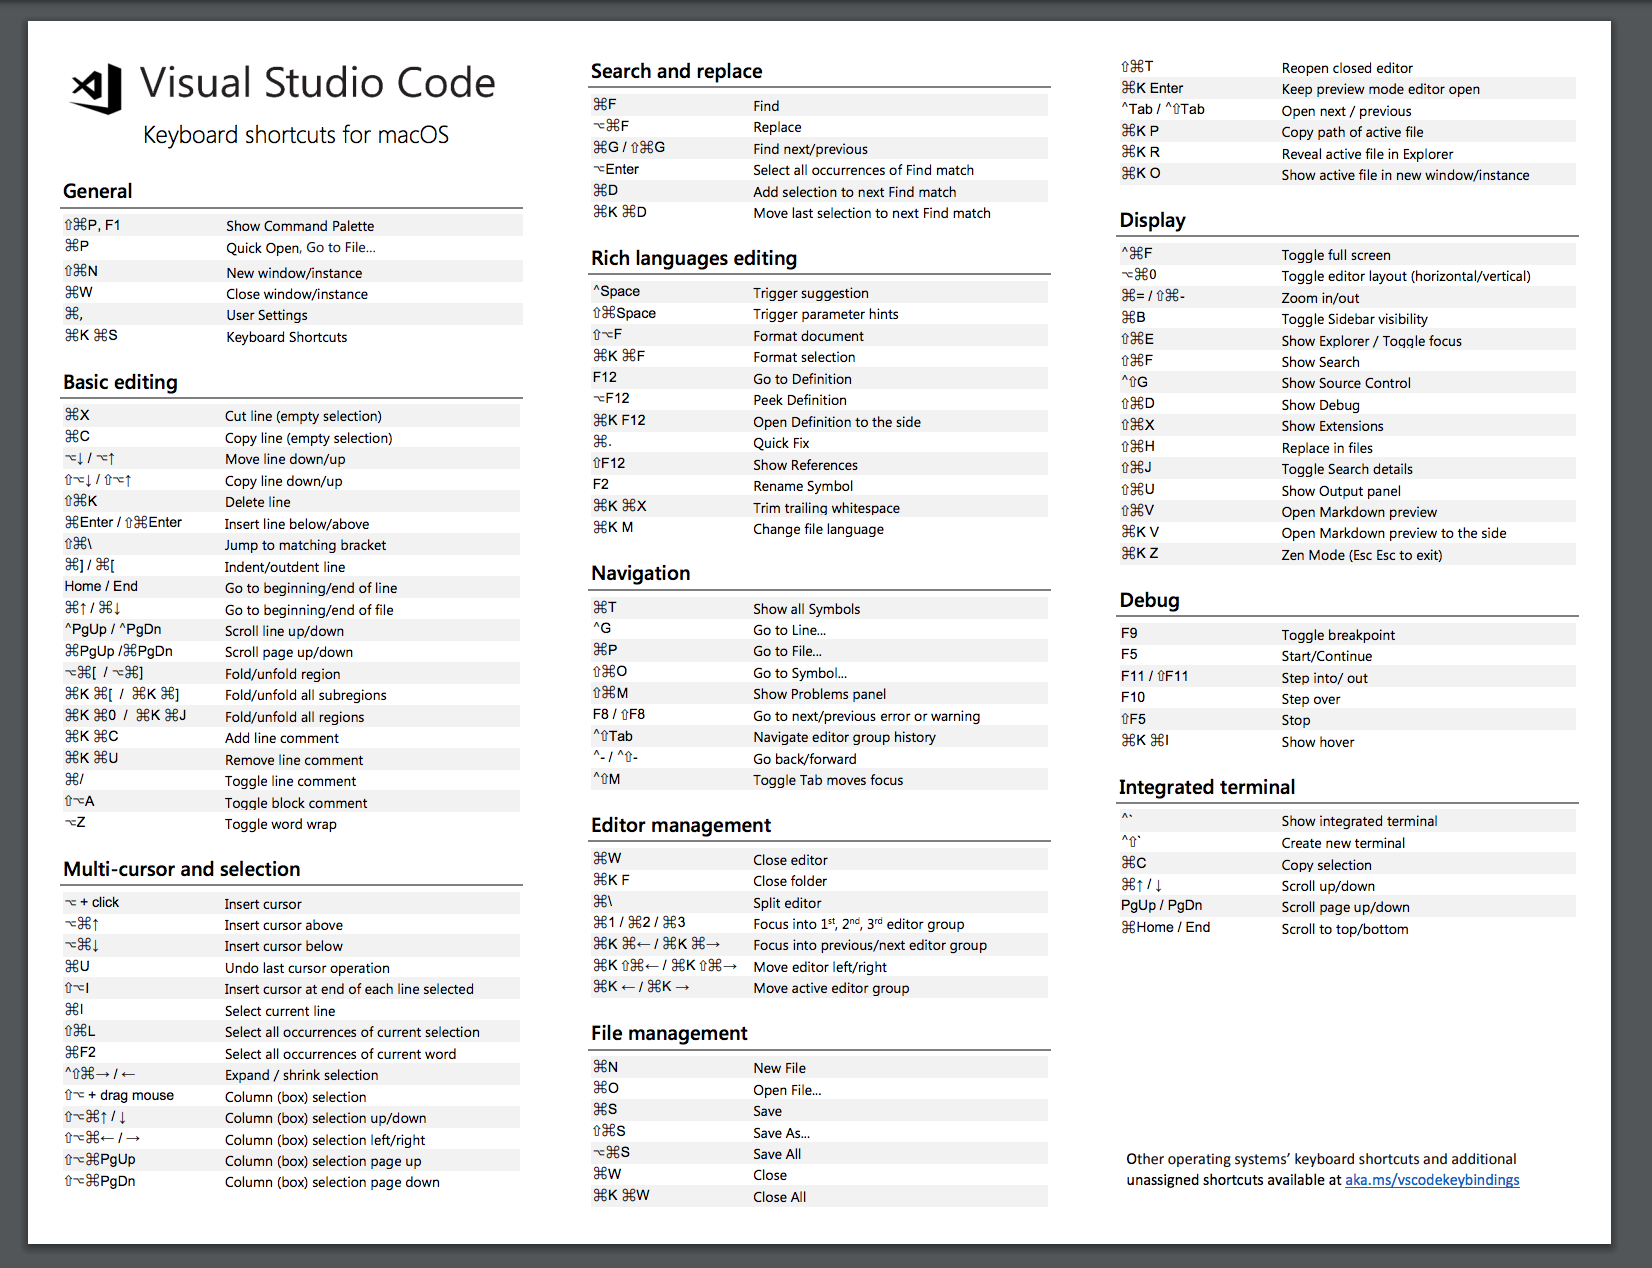 Visual Studio Code
Keyboard shortcuts for macOS
General
⇧⌘P, F1 Show Command Palette
⌘P Quick Open, Go to File...
⇧⌘N New window/instance
⌘W Close window/instance
⌘, User Settings
⌘K ⌘S Keyboard Shortcuts
Basic editing
⌘X Cut line (empty selection)
⌘C Copy line (empty selection)
⌥↓ / ⌥↑ Move line down/up
⇧⌥↓ / ⇧⌥↑ Copy line down/up
⇧⌘K Delete line
⌘Enter / ⇧⌘Enter Insert line below/above
⇧⌘\ Jump to matching bracket
⌘] / ⌘[ Indent/outdent line
Home / End Go to beginning/end of line
⌘↑ / ⌘↓ Go to beginning/end of file
^PgUp / ^PgDn Scroll line up/down
⌘PgUp /⌘PgDn Scroll page up/down
⌥⌘[ / ⌥⌘] Fold/unfold region
⌘K ⌘[ / ⌘K ⌘] Fold/unfold all subregions
⌘K ⌘0 / ⌘K ⌘J Fold/unfold all regions
⌘K ⌘C Add line comment
⌘K ⌘U Remove line comment
⌘/ Toggle line comment
⇧⌥A Toggle block comment
⌥Z Toggle word wrap
Multi-cursor and selection
⌥ + click Insert cursor
⌥⌘↑ Insert cursor above
⌥⌘↓ Insert cursor below
⌘U Undo last cursor operation
⇧⌥I Insert cursor at end of each line selected
⌘I Select current line
⇧⌘L Select all occurrences of current selection
⌘F2 Select all occurrences of current word
^⇧⌘→ / ← Expand / shrink selection
⇧⌥ + drag mouse Column (box) selection
⇧⌥⌘↑ / ↓ Column (box) selection up/down
⇧⌥⌘← / → Column (box) selection left/right
⇧⌥⌘PgUp Column (box) selection page up
⇧⌥⌘PgDn Column (box) selection page down
Search and replace
⌘F Find
⌥⌘F Replace
⌘G / ⇧⌘G Find next/previous
⌥Enter Select all occurrences of Find match
⌘D Add selection to next Find match
⌘K ⌘D Move last selection to next Find match
Rich languages editing
^Space Trigger suggestion
⇧⌘Space Trigger parameter hints
⇧⌥F Format document
⌘K ⌘F Format selection
F12 Go to Definition
⌥F12 Peek Definition
⌘K F12 Open Definition to the side
⌘. Quick Fix
⇧F12 Show References
F2 Rename Symbol
⌘K ⌘X Trim trailing whitespace
⌘K M Change file language
Navigation
⌘T Show all Symbols
^G Go to Line...
⌘P Go to File...
⇧⌘O Go to Symbol...
⇧⌘M Show Problems panel
F8 / ⇧F8 Go to next/previous error or warning
^⇧Tab Navigate editor group history
^- / ^⇧- Go back/forward
^⇧M Toggle Tab moves focus
Editor management
⌘W Close editor
⌘K F Close folder
⌘\ Split editor
⌘1 / ⌘2 / ⌘3 Focus into 1st, 2nd, 3rd editor group
⌘K ⌘← / ⌘K ⌘→ Focus into previous/next editor group
⌘K ⇧⌘← / ⌘K ⇧⌘→ Move editor left/right
⌘K ← / ⌘K → Move active editor group
File management
⌘N New File
⌘O Open File...
⌘S Save
⇧⌘S Save As...
⌥⌘S Save All
⌘W Close
⌘K ⌘W Close All
⇧⌘T Reopen closed editor
⌘K Enter Keep preview mode editor open
^Tab / ^⇧Tab Open next / previous
⌘K P Copy path of active file
⌘K R Reveal active file in Explorer
⌘K O Show active file in new window/instance
Display
^⌘F Toggle full screen
⌥⌘0 Toggle editor layout (horizontal/vertical)
⌘= / ⇧⌘- Zoom in/out
⌘B Toggle Sidebar visibility
⇧⌘E Show Explorer / Toggle focus
⇧⌘F Show Search
^⇧G Show Source Control
⇧⌘D Show Debug
⇧⌘X Show Extensions
⇧⌘H Replace in files
⇧⌘J Toggle Search details
⇧⌘U Show Output panel
⇧⌘V Open Markdown preview
⌘K V Open Markdown preview to the side
⌘K Z Zen Mode (Esc Esc to exit)
Debug
F9 Toggle breakpoint
F5 Start/Continue
F11 / ⇧F11 Step into/ out
F10 Step over
⇧F5 Stop
⌘K ⌘I Show hover
Integrated terminal
^` Show integrated terminal
^⇧` Create new terminal
⌘C Copy selection
⌘↑ / ↓ Scroll up/down
PgUp / PgDn Scroll page up/down
⌘Home / End Scroll to top/bottom
Other operating systems’ keyboard shortcuts and additional
unassigned shortcuts available at aka.ms/vscodekeybindings